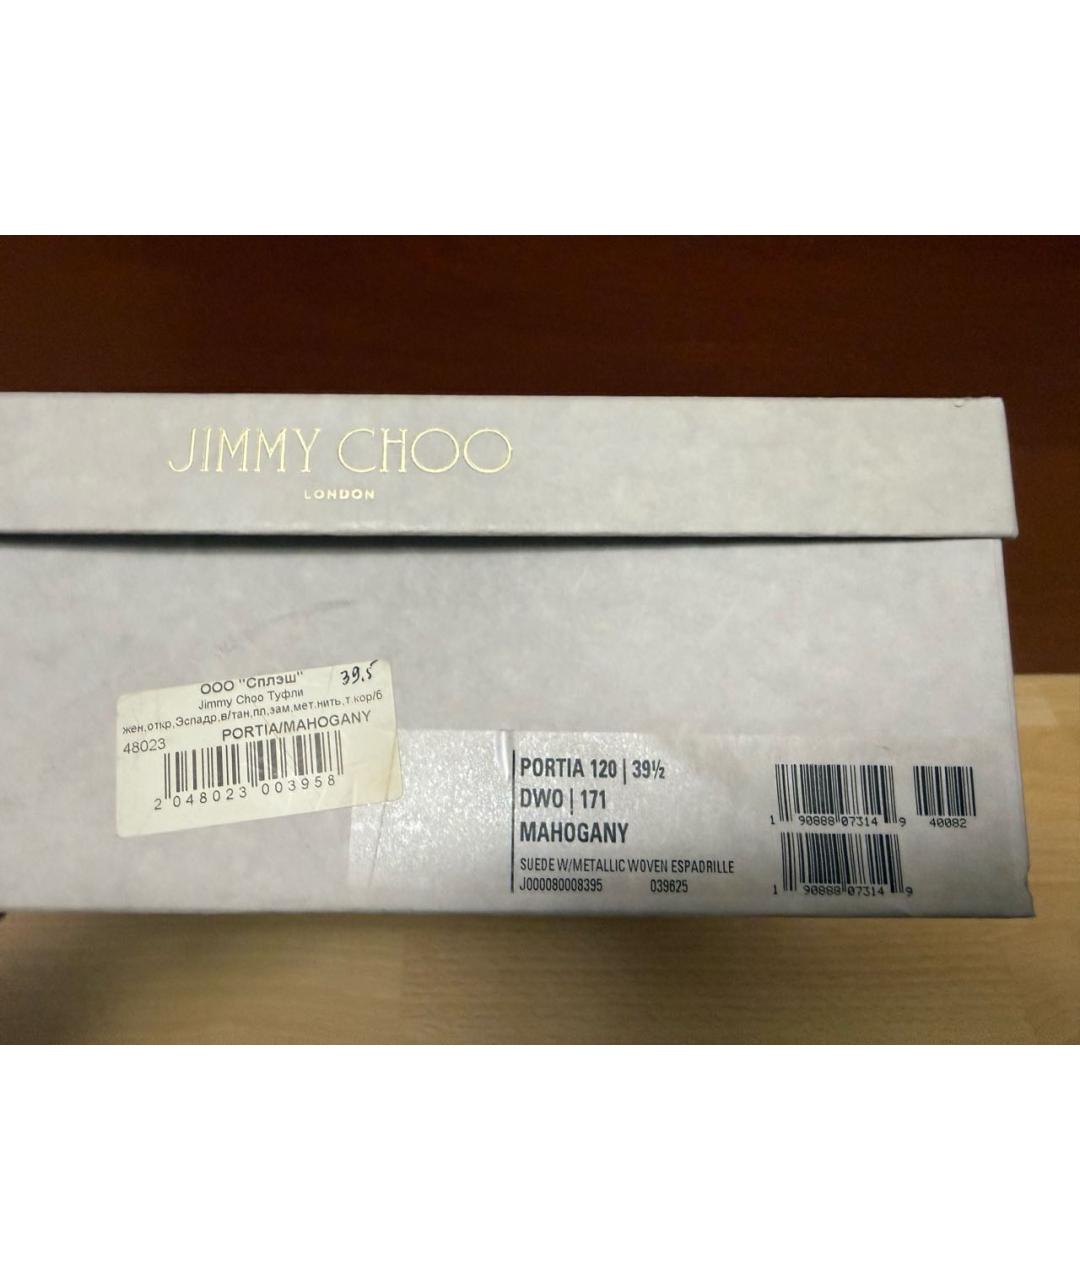 JIMMY CHOO
LONDON
ООО "Сплэш" 39.5
Jimmy Choo Туфли
жен,откр,Эспадр,в/тан,пл,зам,мет.нить,т.кор/б
48023 PORTIA/MAHOGANY
2 048023 003958
PORTIA 120 | 39½
DWO | 171
MAHOGANY
SUEDE W/METALLIC WOVEN ESPADRILLE
J000080008395 039625
1 90888 07314 9 40082
1 90888 07314 9